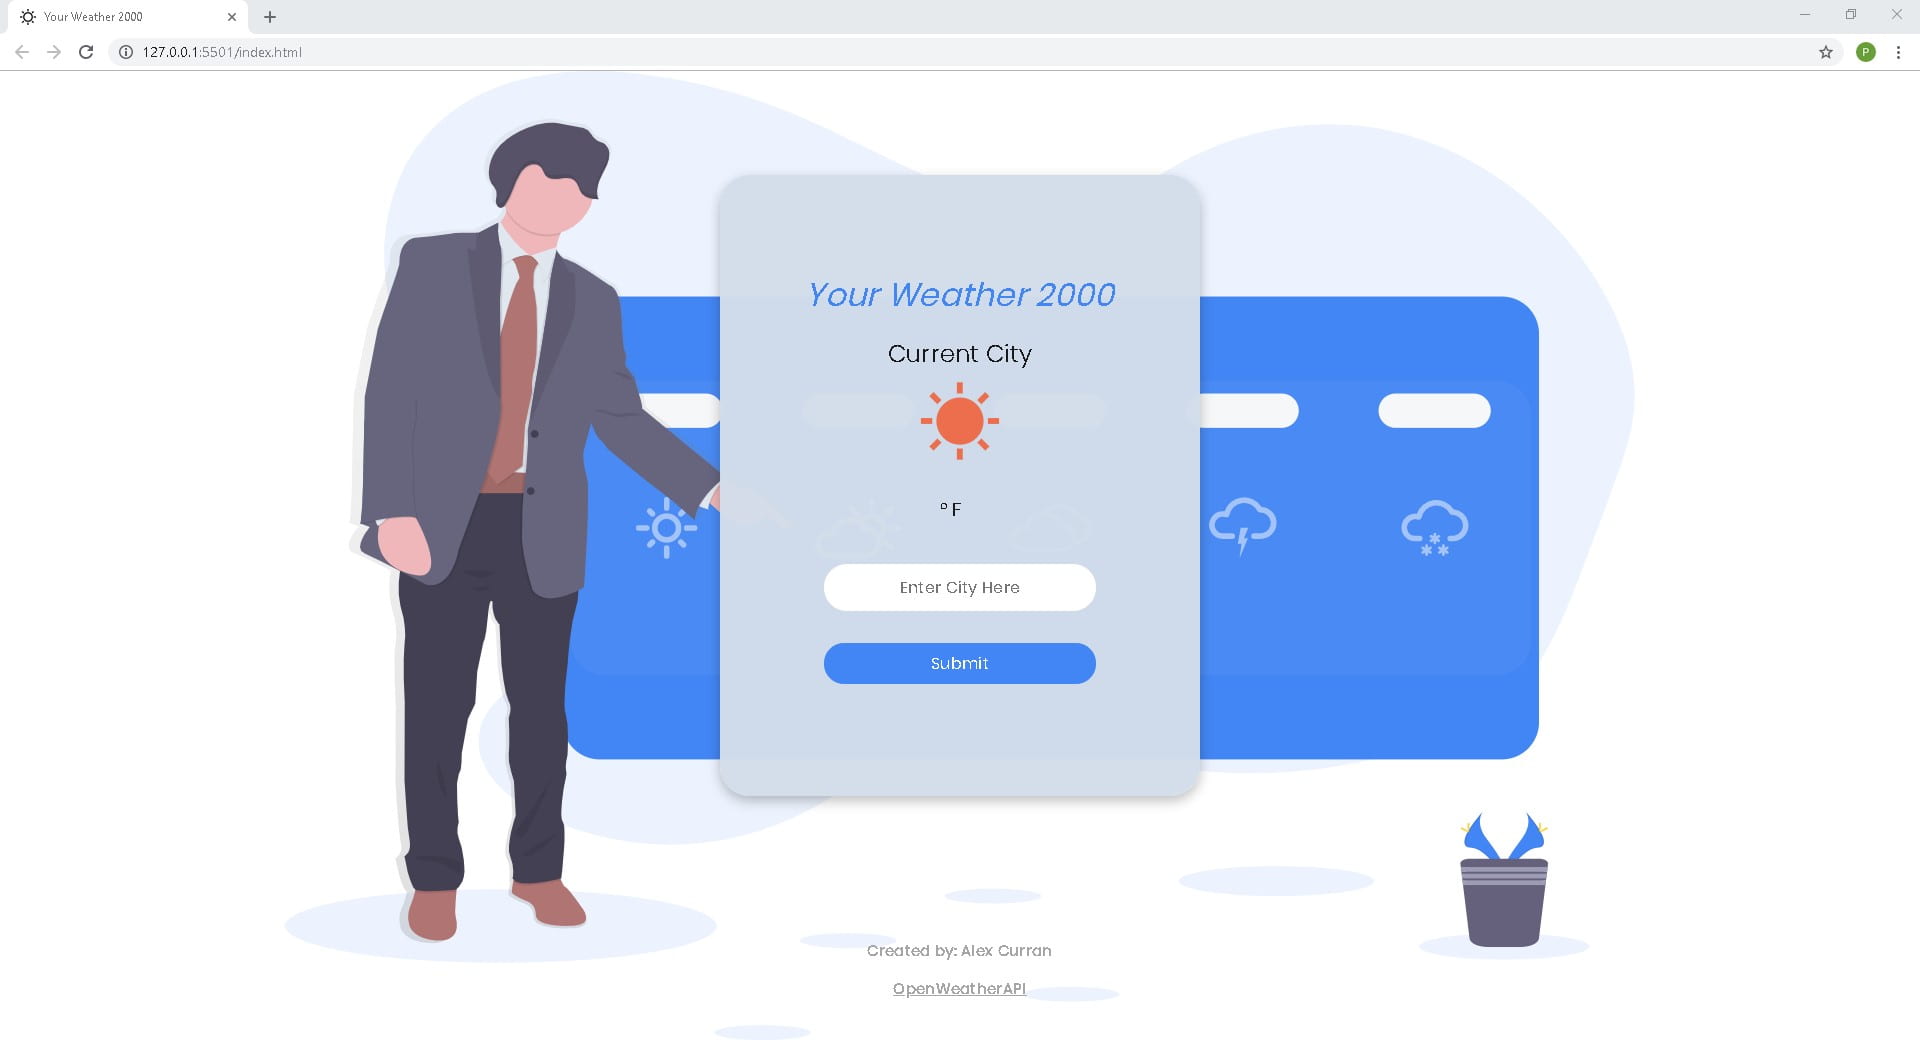 Your Weather 2000
127.0.0.1:5501/index.html
P
Your Weather 2000
Current City
° F
Enter City Here
Submit
Created by: Alex Curran
OpenWeatherAPI